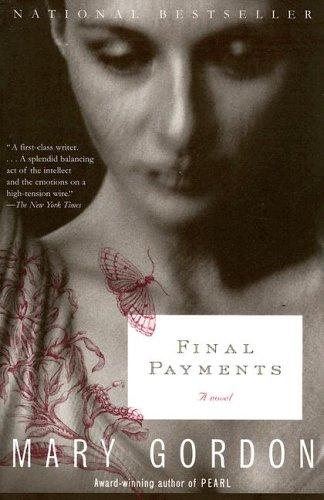 NATIONAL BESTSELLER
“A first-class writer.
. . . A splendid balancing
act of the intellect
and the emotions on a
high-tension wire.”
—The New York Times
FINAL
PAYMENTS
A novel
MARY GORDON
Award-winning author of PEARL